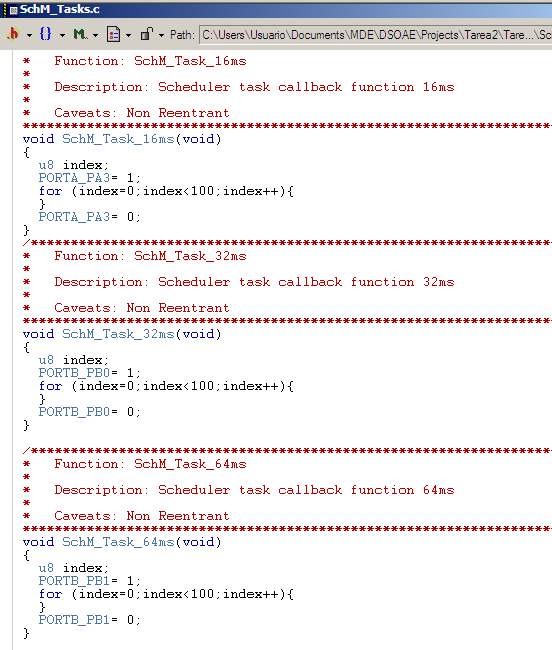 SchM_Tasks.c
h {} M. Path: C:\Users\Usuario\Documents\MDE\DSOAE\Projects\Tarea2\Tare...\Sc
*   Function: SchM_Task_16ms
*
*   Description: Scheduler task callback function 16ms
*
*   Caveats: Non Reentrant
*******************************************************************
void SchM_Task_16ms(void)
{
  u8 index;
  PORTA_PA3= 1;
  for (index=0;index<100;index++){
  }
  PORTA_PA3= 0;
}
/******************************************************************
*   Function: SchM_Task_32ms
*
*   Description: Scheduler task callback function 32ms
*
*   Caveats: Non Reentrant
*******************************************************************
void SchM_Task_32ms(void)
{
  u8 index;
  PORTB_PB0= 1;
  for (index=0;index<100;index++){
  }
  PORTB_PB0= 0;
}
/******************************************************************
*   Function: SchM_Task_64ms
*
*   Description: Scheduler task callback function 64ms
*
*   Caveats: Non Reentrant
*******************************************************************
void SchM_Task_64ms(void)
{
  u8 index;
  PORTB_PB1= 1;
  for (index=0;index<100;index++){
  }
  PORTB_PB1= 0;
}